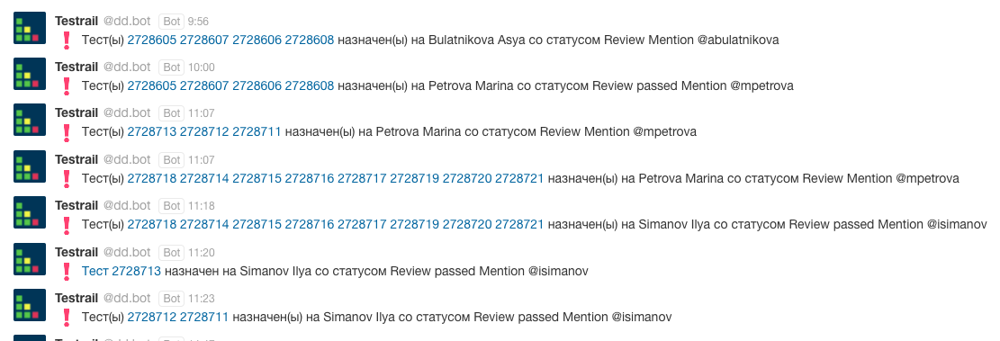 Testrail @dd.bot Bot 9:56
Тест(ы) 2728605 2728607 2728606 2728608 назначен(ы) на Bulatnikova Asya со статусом Review Mention @abulatnikova
Testrail @dd.bot Bot 10:00
Тест(ы) 2728605 2728607 2728606 2728608 назначен(ы) на Petrova Marina со статусом Review passed Mention @mpetrova
Testrail @dd.bot Bot 11:07
Тест(ы) 2728713 2728712 2728711 назначен(ы) на Petrova Marina со статусом Review Mention @mpetrova
Testrail @dd.bot Bot 11:07
Тест(ы) 2728718 2728714 2728715 2728716 2728717 2728719 2728720 2728721 назначен(ы) на Petrova Marina со статусом Review Mention @mpetrova
Testrail @dd.bot Bot 11:18
Тест(ы) 2728718 2728714 2728715 2728716 2728717 2728719 2728720 2728721 назначен(ы) на Simanov Ilya со статусом Review passed Mention @isimanov
Testrail @dd.bot Bot 11:20
Тест 2728713 назначен на Simanov Ilya со статусом Review passed Mention @isimanov
Testrail @dd.bot Bot 11:23
Тест(ы) 2728712 2728711 назначен(ы) на Simanov Ilya со статусом Review passed Mention @isimanov